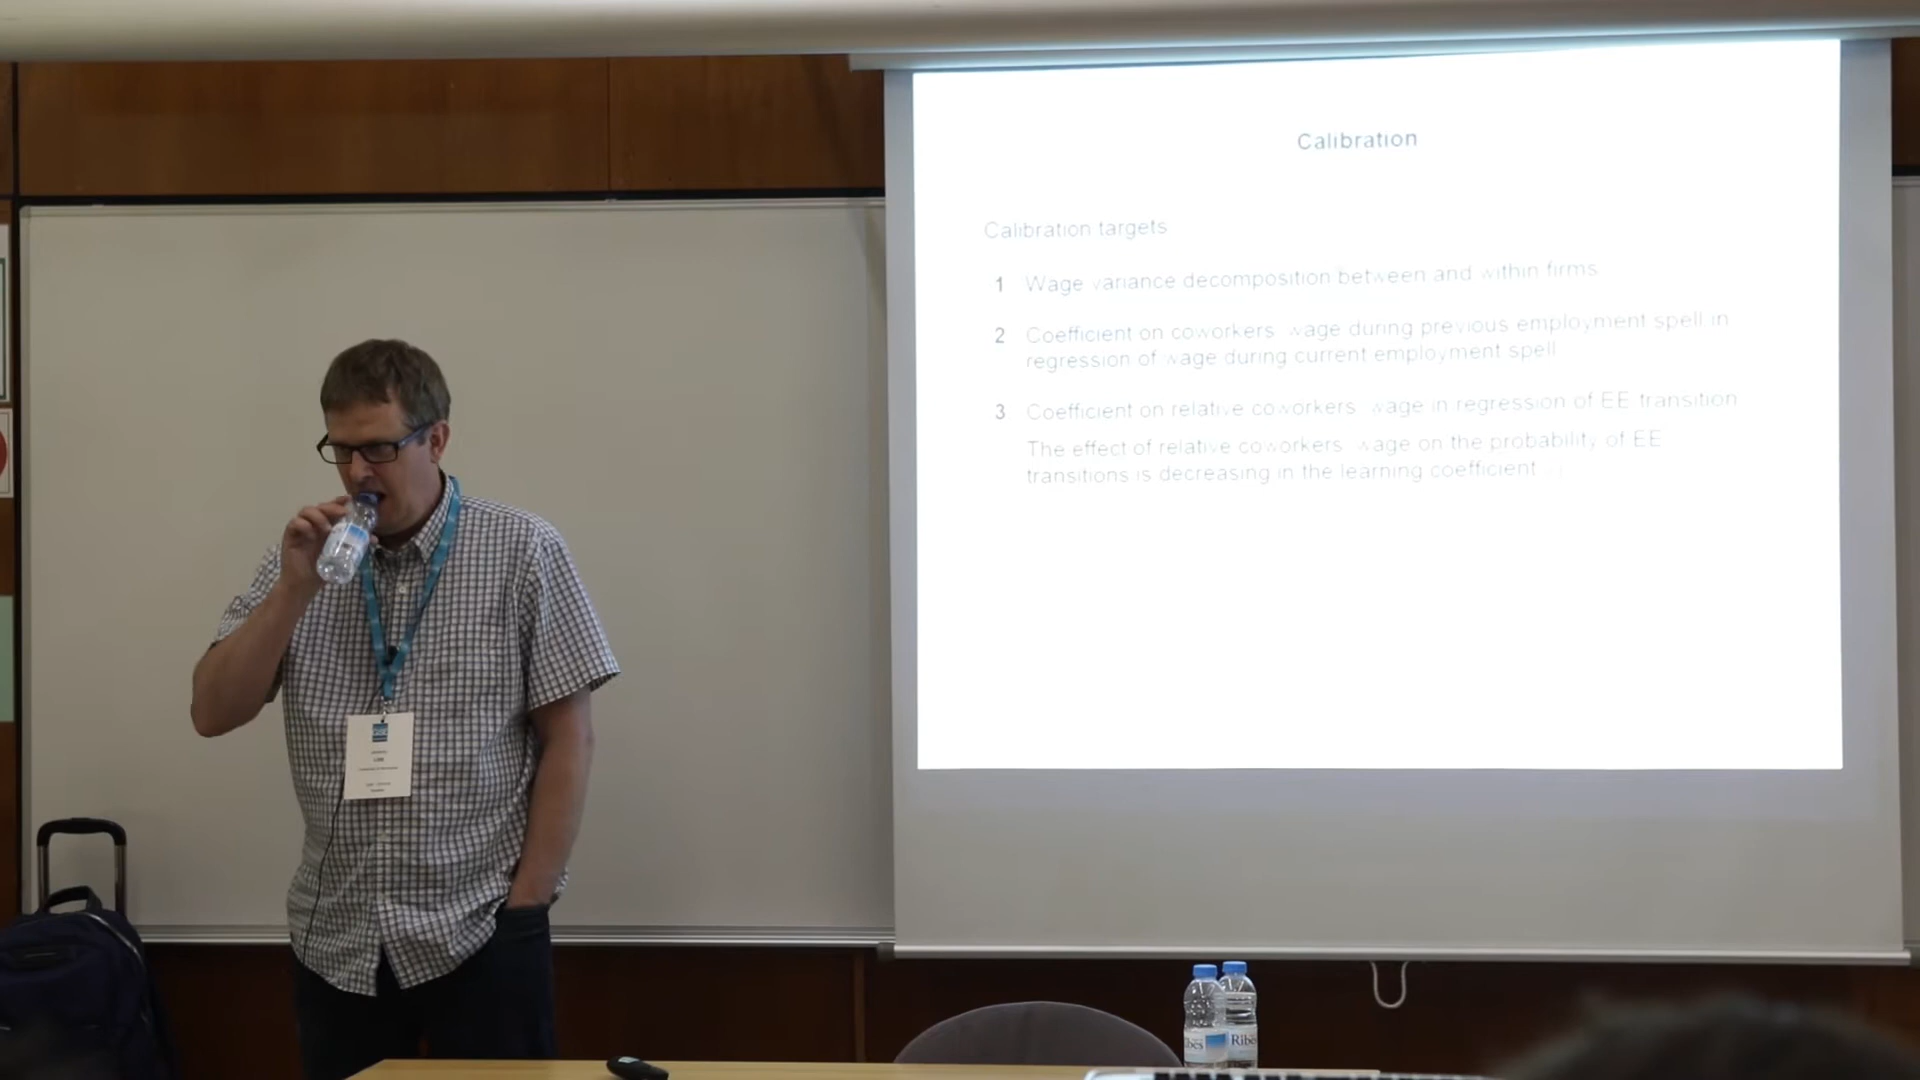 Calibration
Calibration targets
1 Wage variance decomposition between and within firms
2 Coefficient on coworkers wage during previous employment spell in
regression of wage during current employment spell
3 Coefficient on relative coworkers wage in regression of EE transition
The effect of relative coworkers wage on the probability of EE
transitions is decreasing in the learning coefficient
Ribes